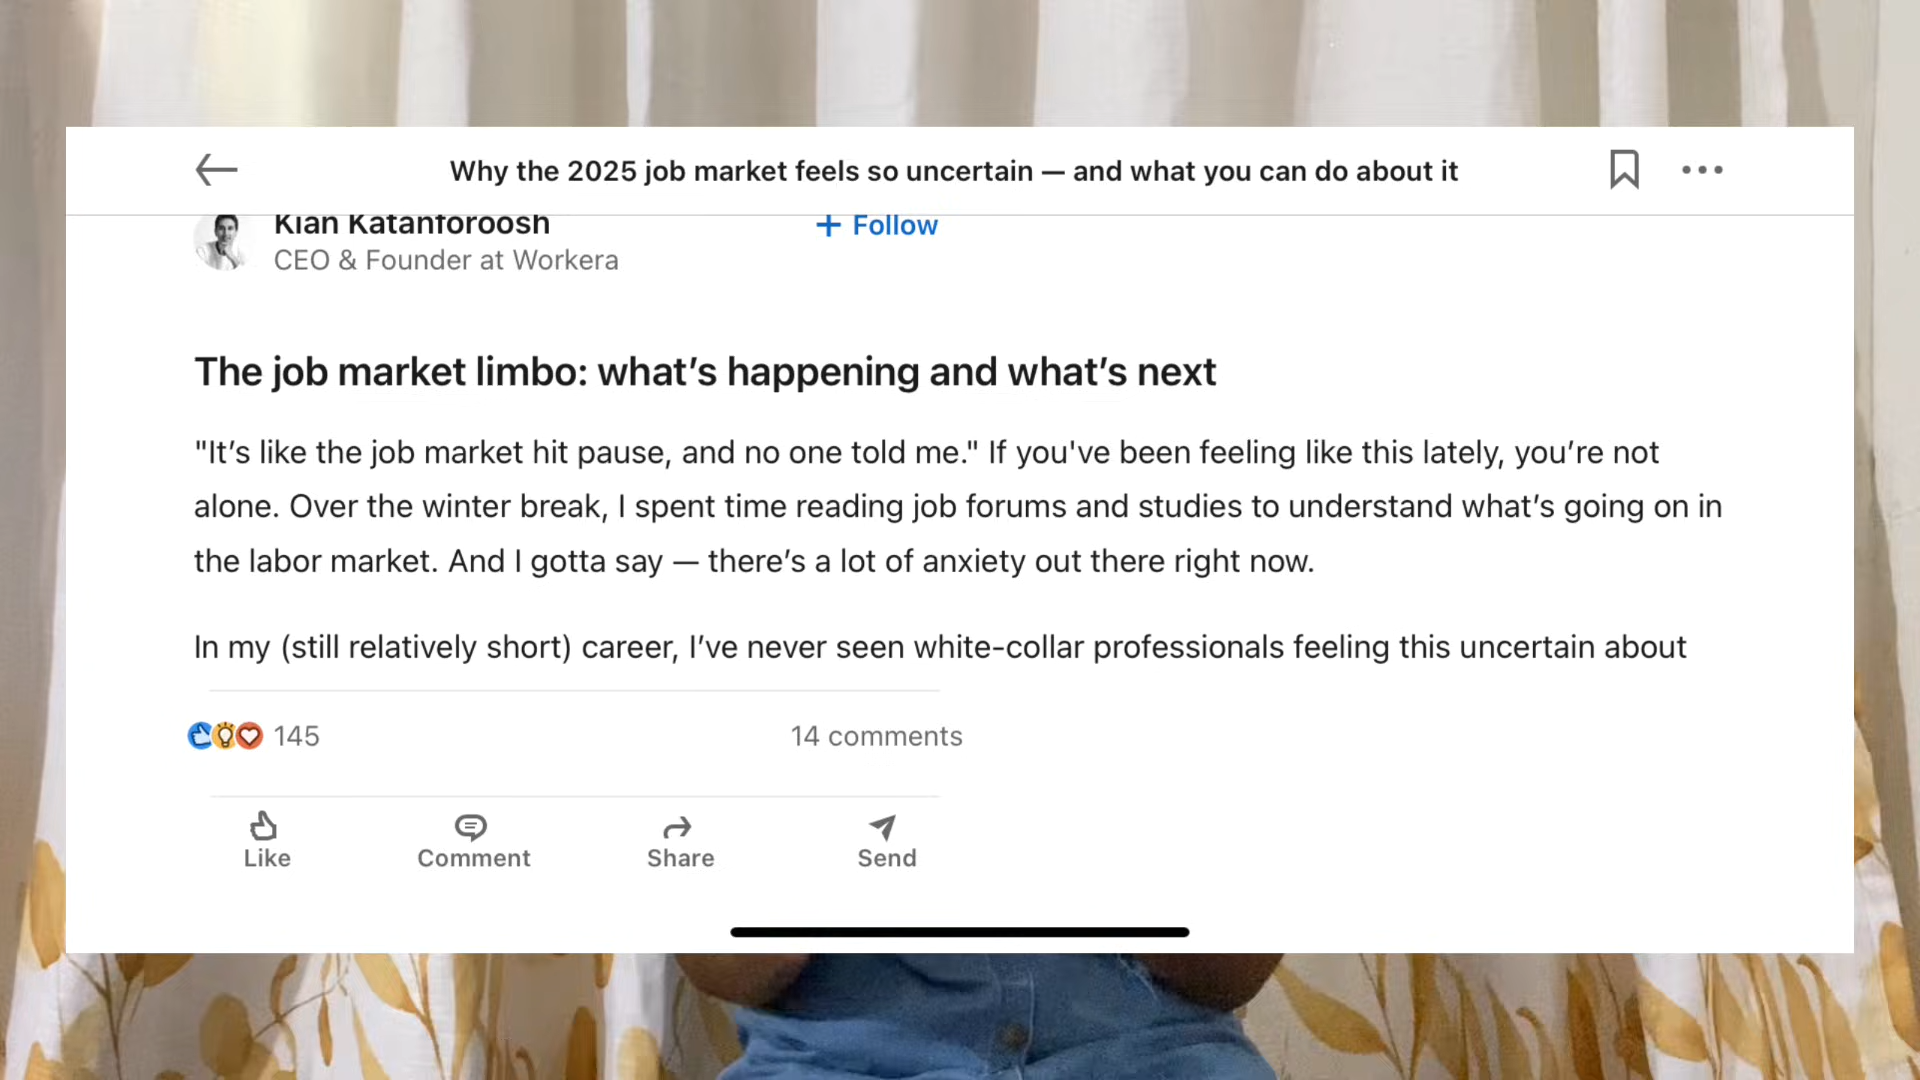 Why the 2025 job market feels so uncertain — and what you can do about it
Kian Katanforoosh
+ Follow
CEO & Founder at Workera
The job market limbo: what’s happening and what’s next
"It’s like the job market hit pause, and no one told me." If you've been feeling like this lately, you’re not
alone. Over the winter break, I spent time reading job forums and studies to understand what’s going on in
the labor market. And I gotta say — there’s a lot of anxiety out there right now.
In my (still relatively short) career, I’ve never seen white-collar professionals feeling this uncertain about
145
14 comments
Like
Comment
Share
Send